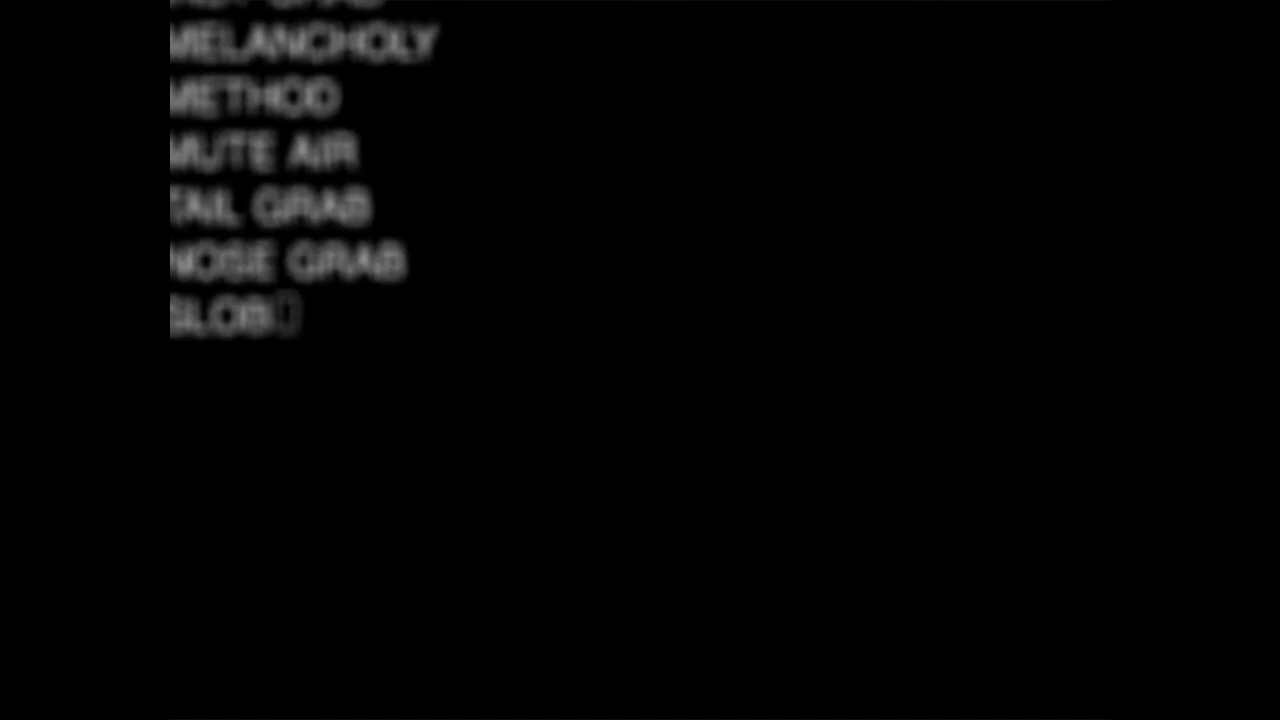 MELANCHOLY
METHOD
MUTE AIR
TAIL GRAB
NOSE GRAB
SLOB